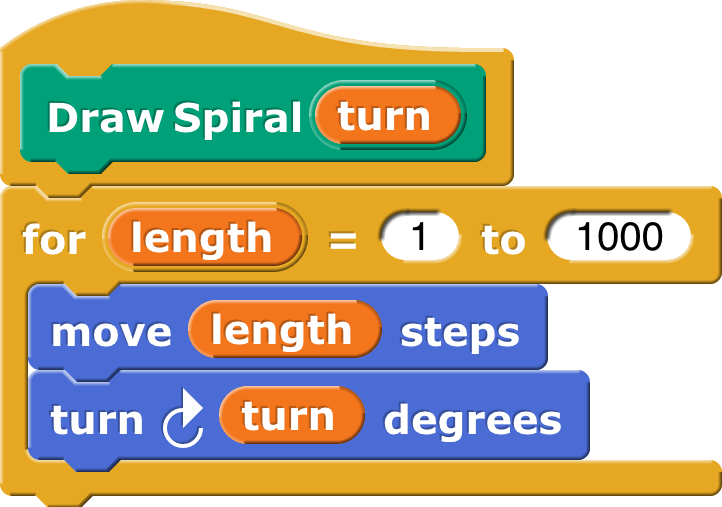 Draw Spiral turn
for length = 1 to 1000
move length steps
turn turn degrees